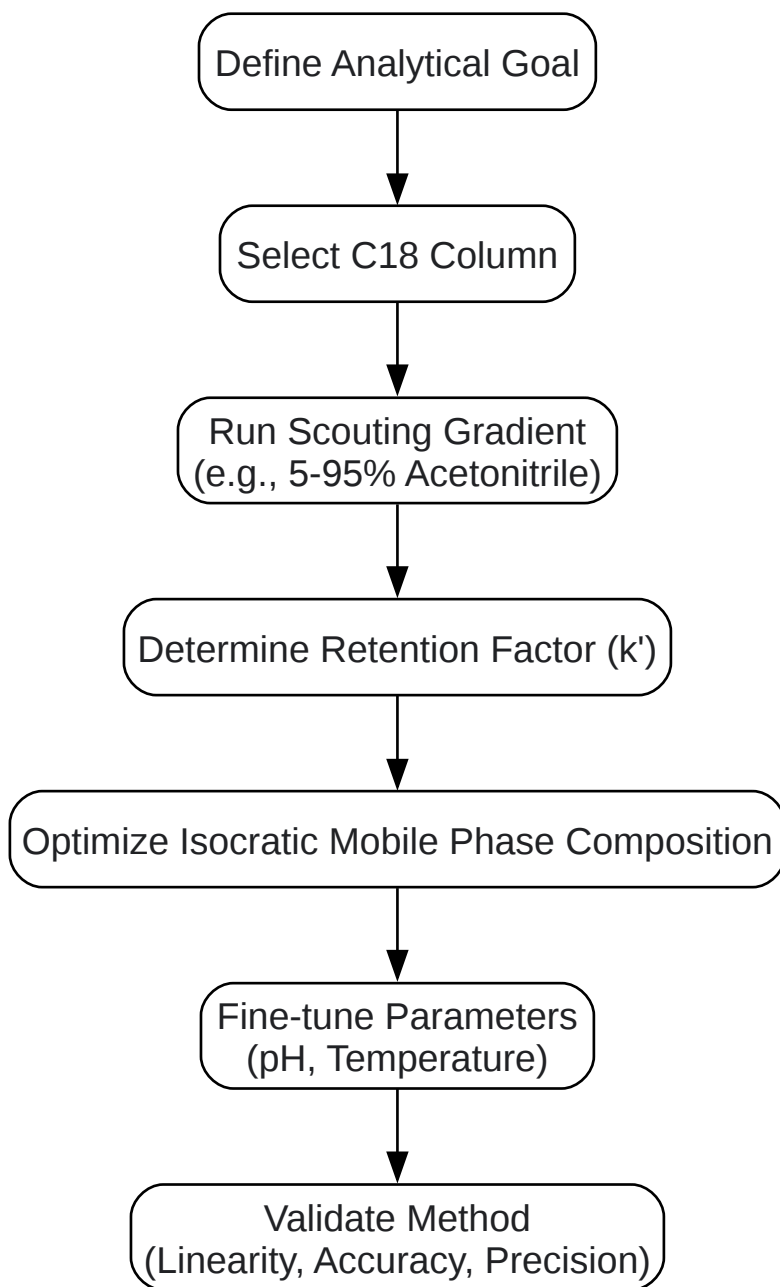 Define Analytical Goal
Select C18 Column
Run Scouting Gradient
(e.g., 5-95% Acetonitrile)
Determine Retention Factor (k')
Optimize Isocratic Mobile Phase Composition
Fine-tune Parameters
(pH, Temperature)
Validate Method
(Linearity, Accuracy, Precision)